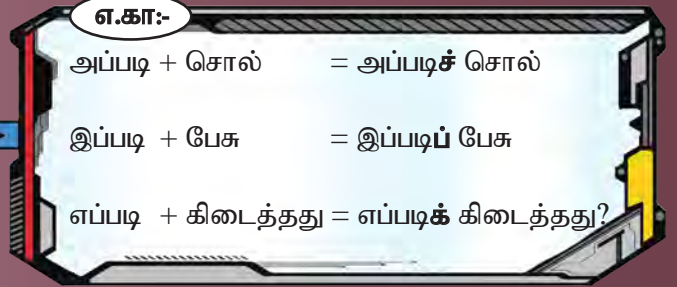 எ.கா:-
அப்படி + சொல் = அப்படிச் சொல்
இப்படி + பேசு = இப்படிப் பேசு
எப்படி + கிடைத்தது = எப்படிக் கிடைத்தது?